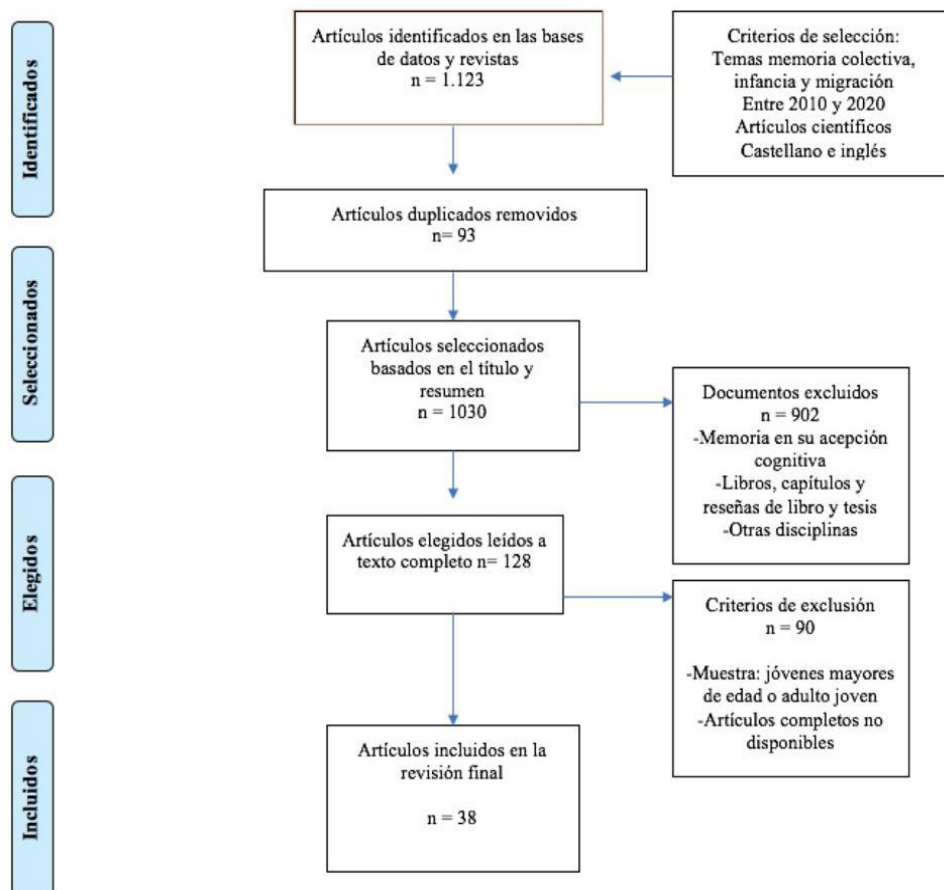 Identificados
Artículos identificados en las bases
de datos y revistas
n = 1.123
Criterios de selección:
Temas memoria colectiva,
infancia y migración
Entre 2010 y 2020
Artículos científicos
Castellano e inglés
Artículos duplicados removidos
n= 93
Seleccionados
Artículos seleccionados
basados en el título y
resumen
n = 1030
Documentos excluidos
n = 902
-Memoria en su acepción
cognitiva
-Libros, capítulos y
reseñas de libro y tesis
-Otras disciplinas
Elegidos
Artículos elegidos leídos a
texto completo n= 128
Criterios de exclusión
n = 90
-Muestra: jóvenes mayores
de edad o adulto joven
-Artículos completos no
disponibles
Incluidos
Artículos incluidos en la
revisión final
n = 38